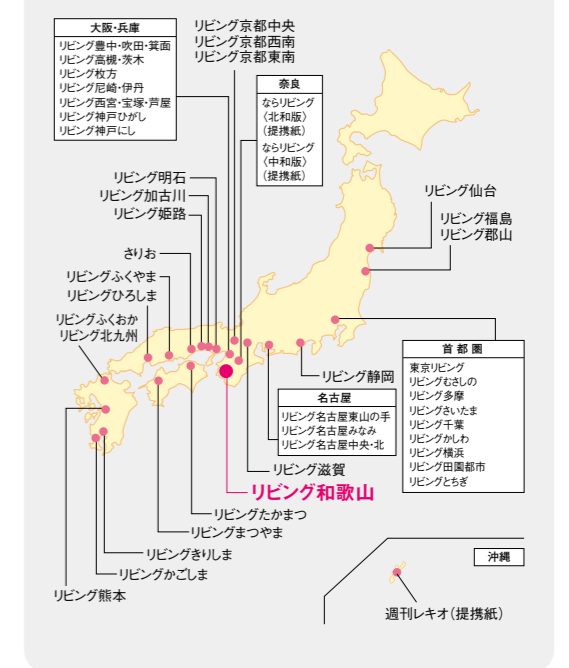 大阪・兵庫
リビング豊中・吹田・箕面
リビング高槻・茨木
リビング枚方
リビング尼崎・伊丹
リビング西宮・宝塚・芦屋
リビング神戸ひがし
リビング神戸にし
リビング京都中央
リビング京都西南
リビング京都東南
奈良
ならリビング
〈北和版〉
（提携紙）
ならリビング
〈中和版〉
（提携紙）
リビング明石
リビング加古川
リビング姫路
さりお
リビングふくやま
リビングひろしま
リビングふくおか
リビング北九州
リビング仙台
リビング福島
リビング郡山
首都圏
東京リビング
リビングむさしの
リビング多摩
リビングさいたま
リビング千葉
リビングかしわ
リビング横浜
リビング田園都市
リビングとちぎ
リビング静岡
名古屋
リビング名古屋東山の手
リビング名古屋みなみ
リビング名古屋中央・北
リビング滋賀
リビング和歌山
リビングたかまつ
リビングまつやま
リビングきりしま
リビングかごしま
リビング熊本
沖縄
週刊レキオ（提携紙）